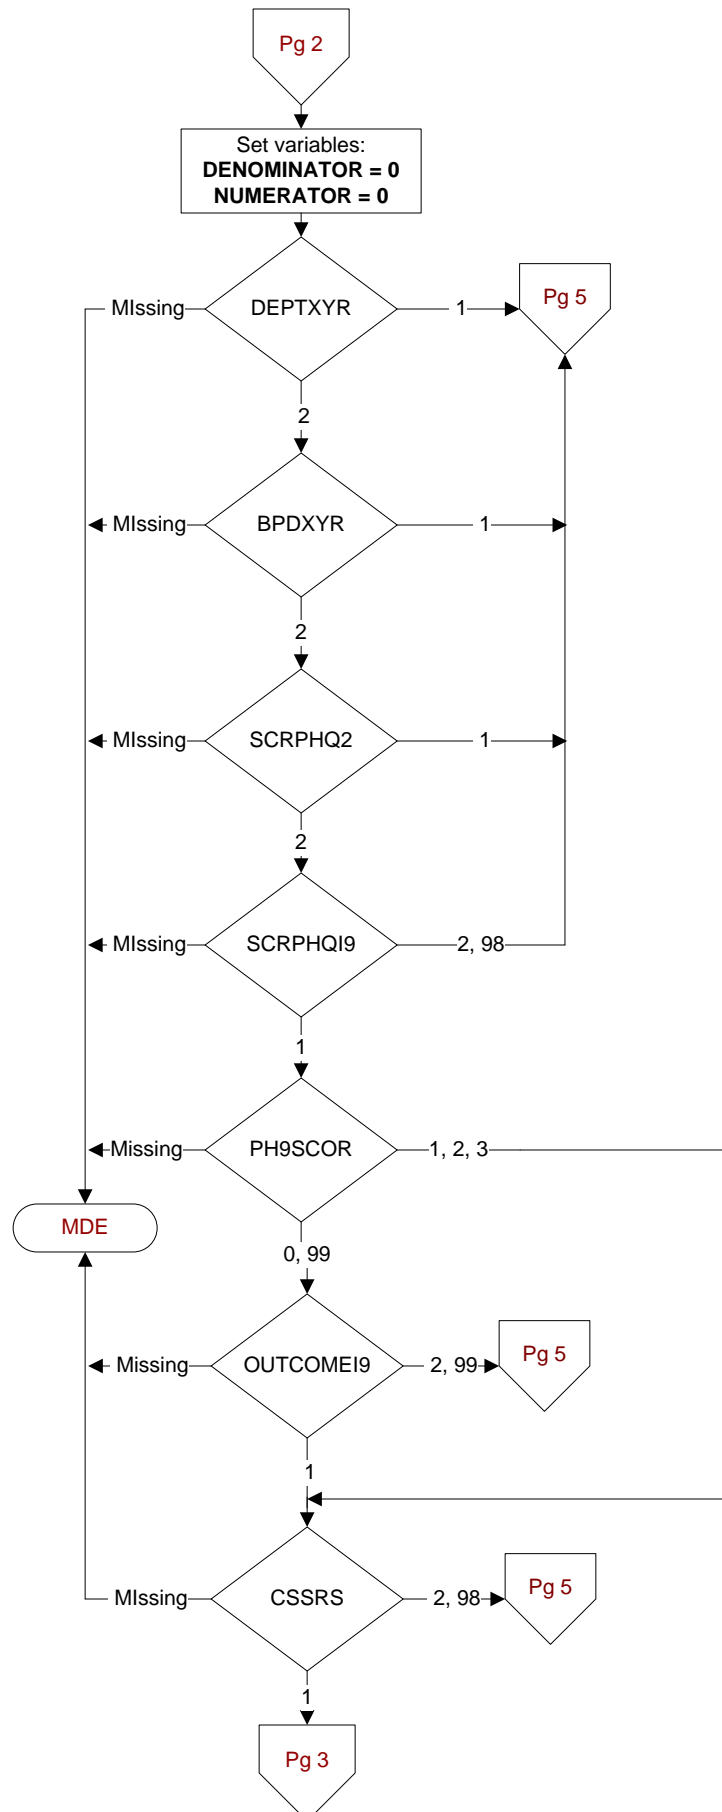 Pg 2
Set variables:
DENOMINATOR = 0
NUMERATOR = 0
MIssing
DEPTXYR
1
Pg 5
2
MIssing
BPDXYR
1
2
MIssing
SCRPHQ2
1
2
MIssing
SCRPHQI9
2, 98
1
Missing
PH9SCOR
1, 2, 3
MDE
0, 99
Missing
OUTCOMEI9
2, 99
Pg 5
1
MIssing
CSSRS
2, 98
Pg 5
1
Pg 3